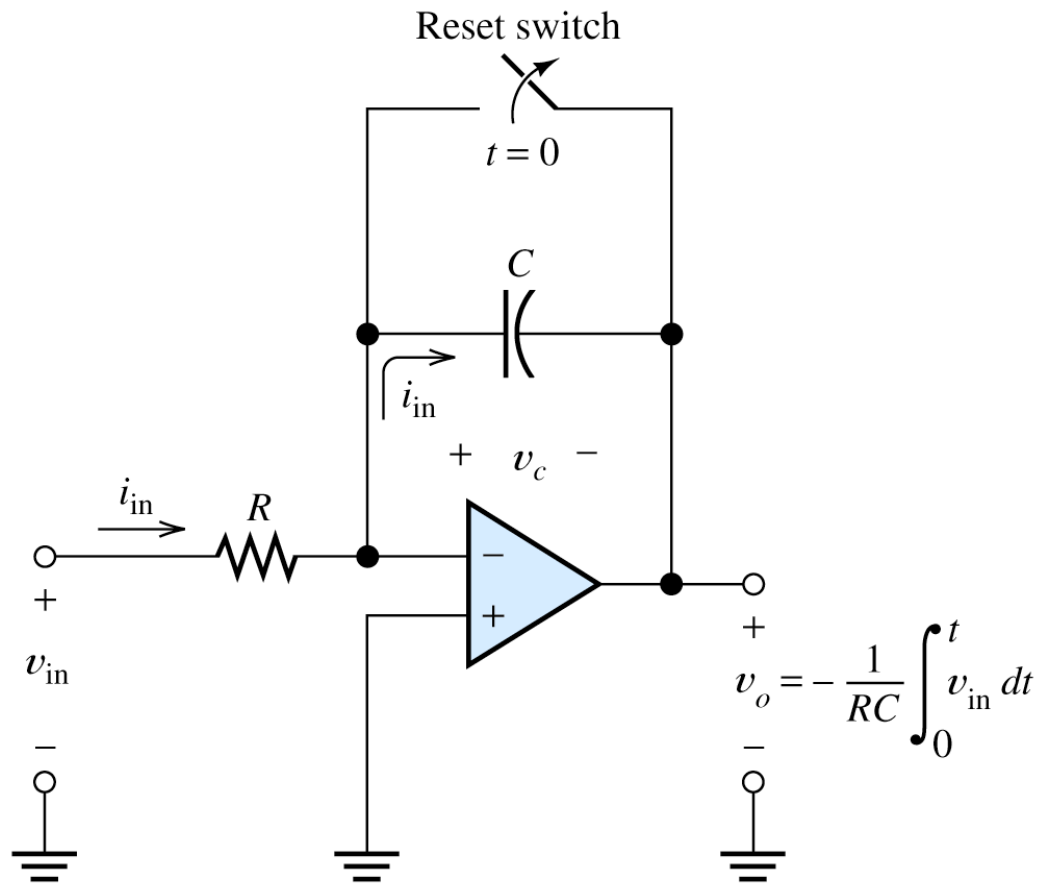 Reset switch
t = 0
C
i_in
+ v_c −
i_in
R
−
+
+
v_in
−
+
v_o = − 1/RC ∫_0^t v_in dt
−